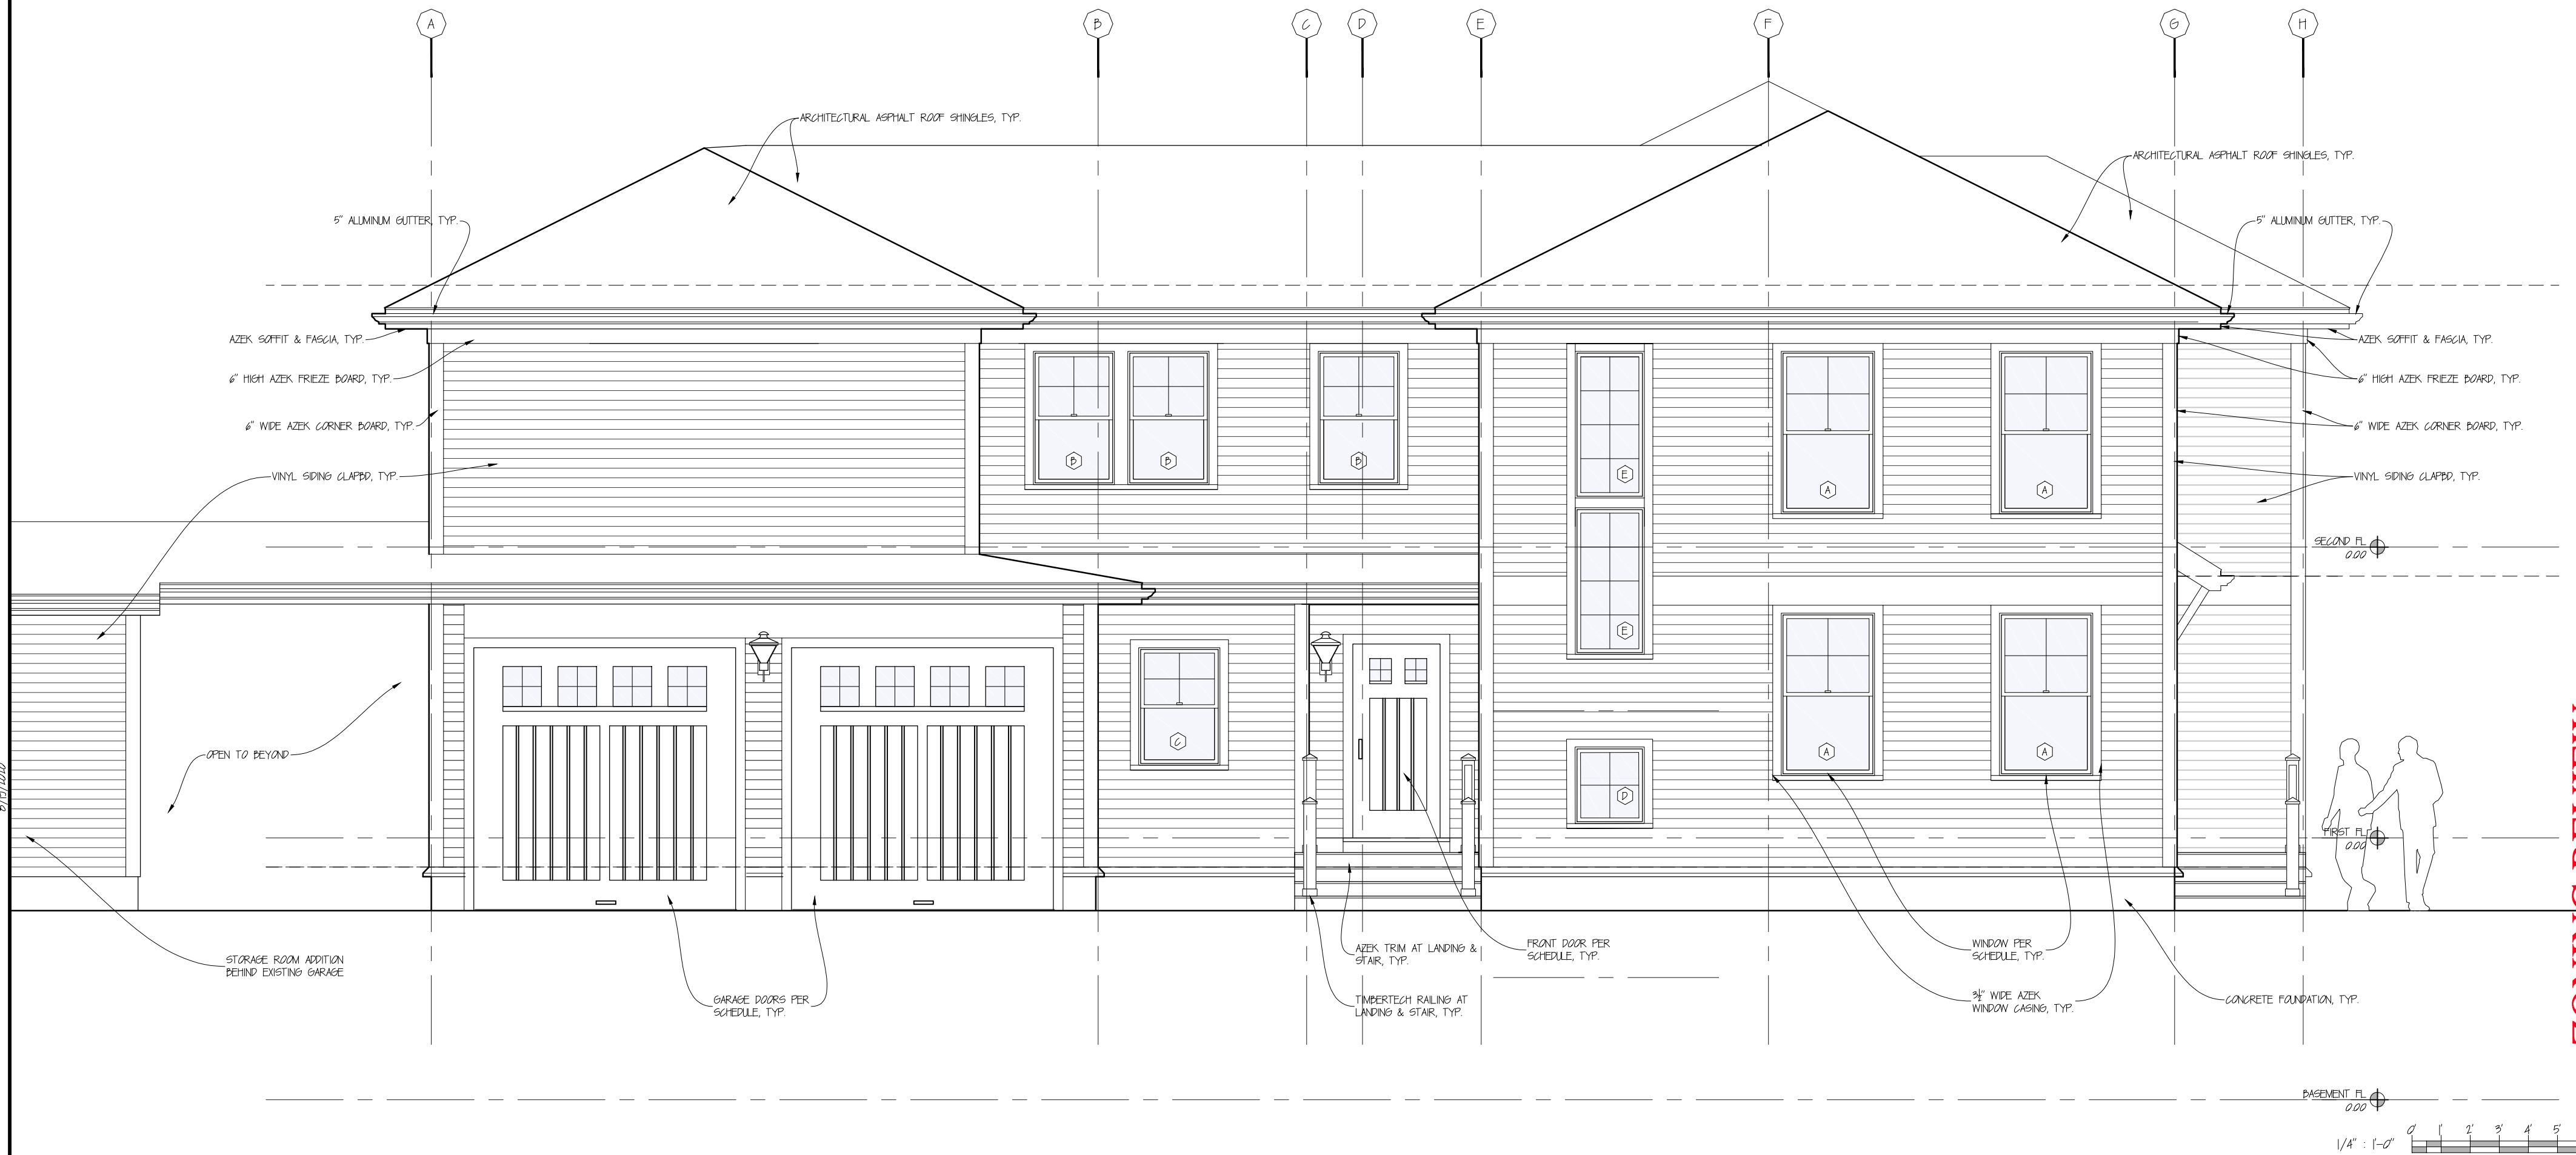 A
B
C
D
E
F
G
H
ARCHITECTURAL ASPHALT ROOF SHINGLES, TYP.
ARCHITECTURAL ASPHALT ROOF SHINGLES, TYP.
5" ALUMINUM GUTTER, TYP.
5" ALUMINUM GUTTER, TYP.
AZEK SOFFIT & FASCIA, TYP.
AZEK SOFFIT & FASCIA, TYP.
6" HIGH AZEK FRIEZE BOARD, TYP.
6" HIGH AZEK FRIEZE BOARD, TYP.
6" WIDE AZEK CORNER BOARD, TYP.
6" WIDE AZEK CORNER BOARD, TYP.
B
B
B
E
A
A
VINYL SIDING CLAPBD, TYP.
VINYL SIDING CLAPBD, TYP.
SECOND FL
0.00
E
C
A
A
OPEN TO BEYOND
D
FIRST FL
0.00
STORAGE ROOM ADDITION
BEHIND EXISTING GARAGE
GARAGE DOORS PER
SCHEDULE, TYP.
AZEK TRIM AT LANDING &
STAIR, TYP.
FRONT DOOR PER
SCHEDULE, TYP.
TIMBERTECH RAILING AT
LANDING & STAIR, TYP.
WINDOW PER
SCHEDULE, TYP.
3½" WIDE AZEK
WINDOW CASING, TYP.
CONCRETE FOUNDATION, TYP.
BASEMENT FL
0.00
1/4" : 1'-0"
0' 1' 2' 3' 4' 5'